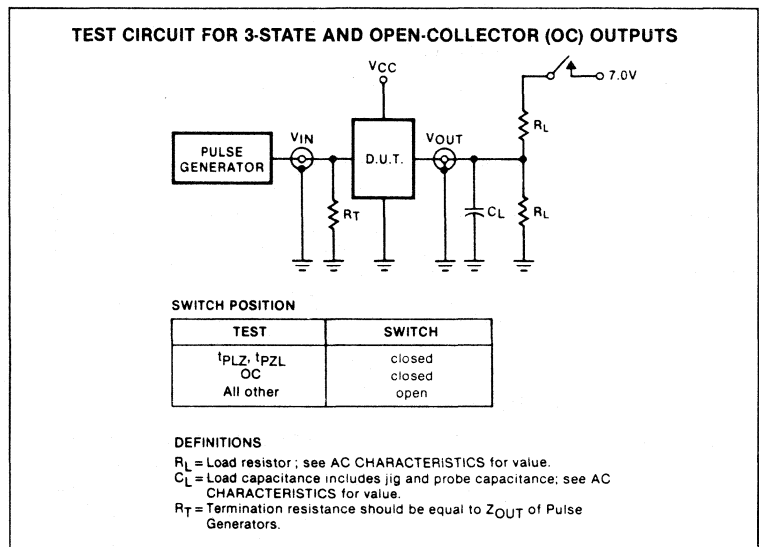 TEST CIRCUIT FOR 3-STATE AND OPEN-COLLECTOR (OC) OUTPUTS
VCC
7.0V
RL
VIN
VOUT
PULSE
GENERATOR
D.U.T.
RT
CL
RL
SWITCH POSITION
TEST SWITCH
tPLZ, tPZL closed
OC closed
All other open
DEFINITIONS
RL = Load resistor; see AC CHARACTERISTICS for value.
CL = Load capacitance includes jig and probe capacitance; see AC
CHARACTERISTICS for value.
RT = Termination resistance should be equal to ZOUT of Pulse
Generators.